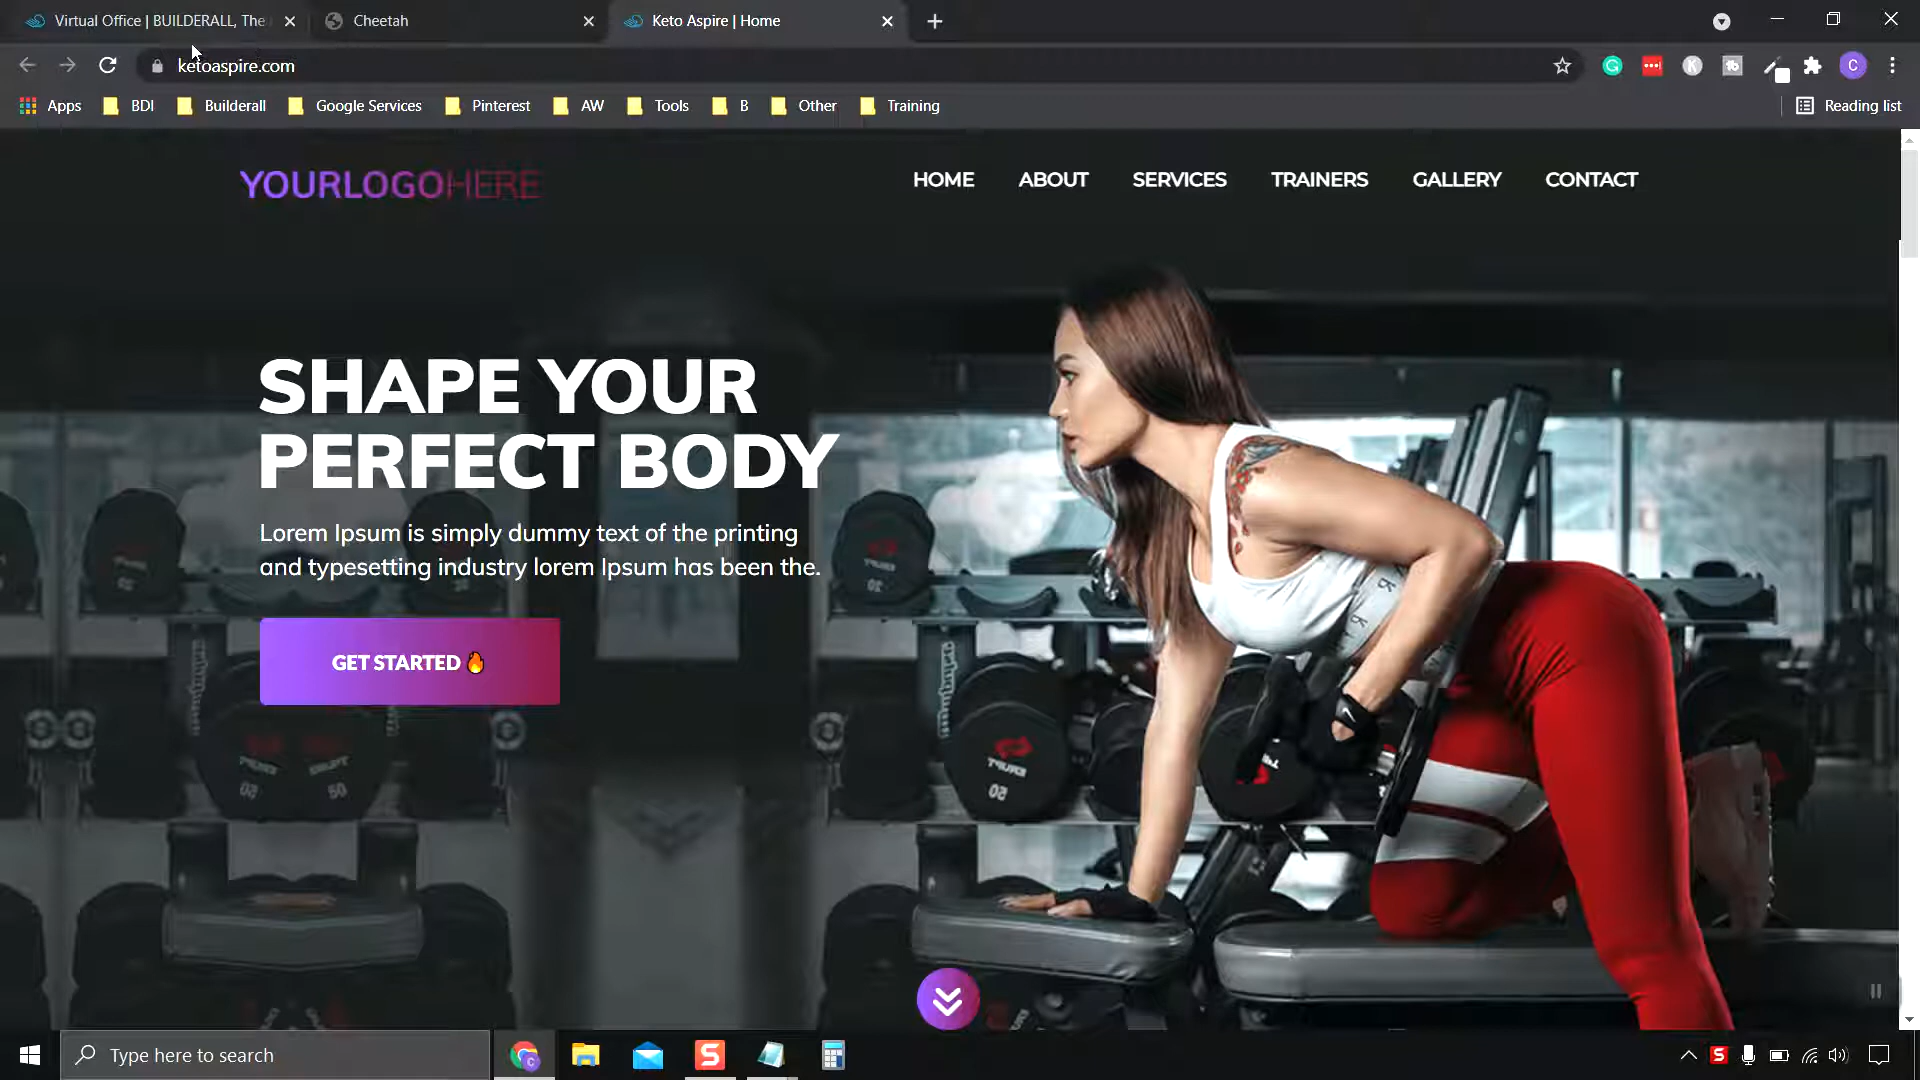 Virtual Office | BUILDERALL, The
Cheetah
Keto Aspire | Home
ketoaspire.com
C
Apps
BDI
Builderall
Google Services
Pinterest
AW
Tools
B
Other
Training
Reading list
YOURLOGOHERE
HOME
ABOUT
SERVICES
TRAINERS
GALLERY
CONTACT
SHAPE YOUR
PERFECT BODY
Lorem Ipsum is simply dummy text of the printing
and typesetting industry lorem Ipsum has been the.
GET STARTED🔥
Type here to search